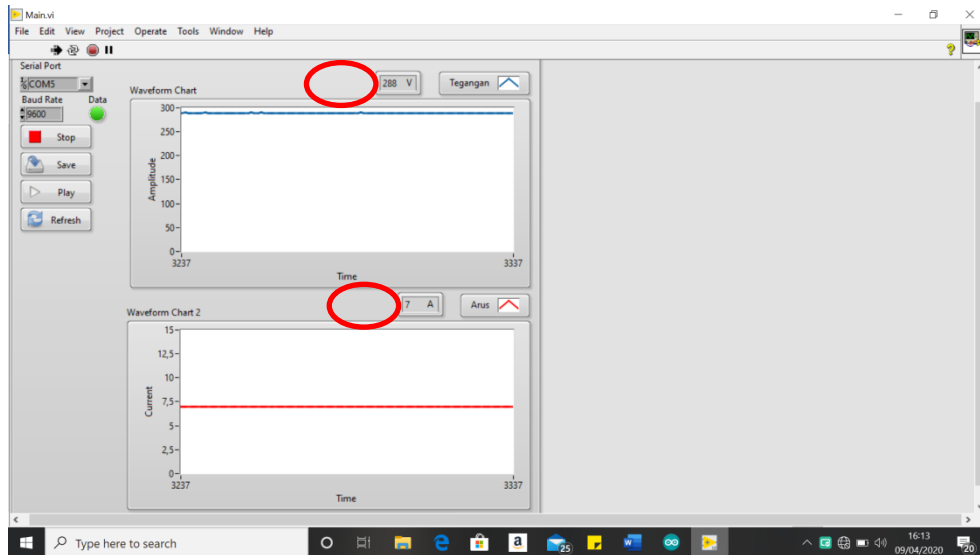 Main.vi
File Edit View Project Operate Tools Window Help
Serial Port
COM5
Baud Rate Data
9600
Stop
Save
Play
Refresh
Waveform Chart
288 V
Tegangan
300
250
200
150
100
50
0
Amplitude
3237
3337
Time
Waveform Chart 2
7 A
Arus
15
12,5
10
7,5
5
2,5
0
Current
3237
3337
Time
Type here to search
25
16:13
09/04/2020
20